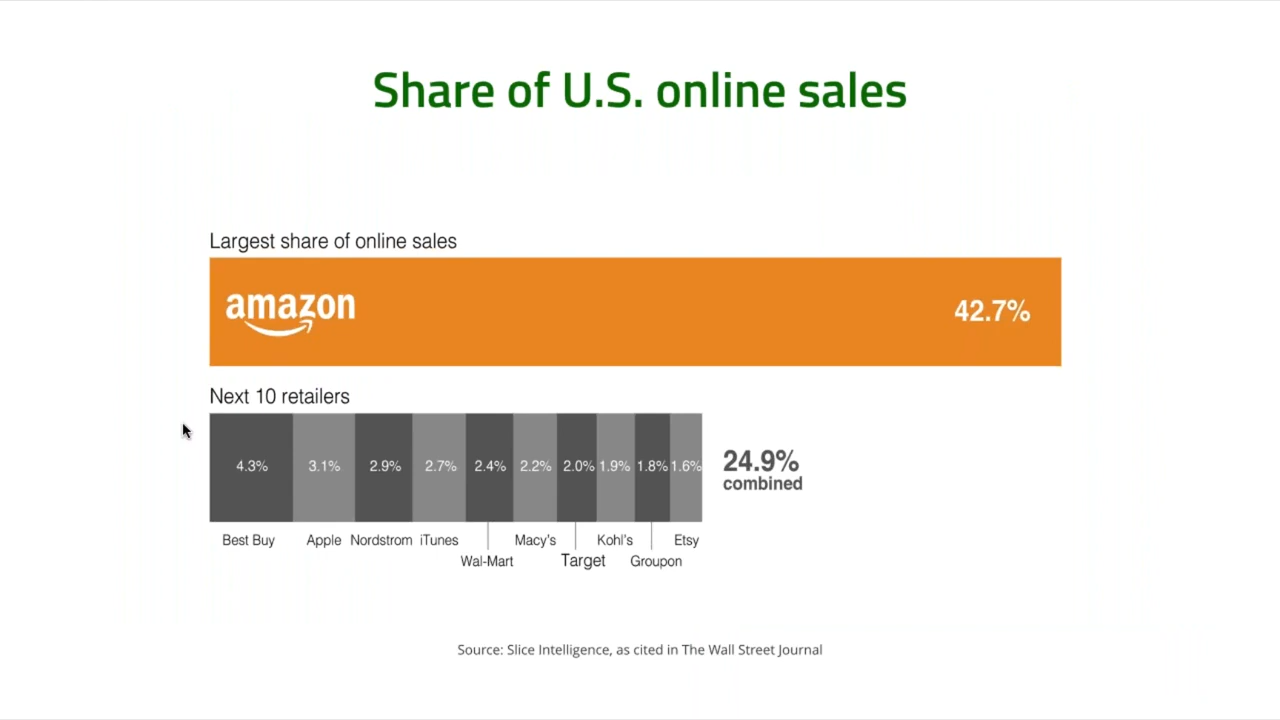 Share of U.S. online sales
Largest share of online sales
amazon
42.7%
Next 10 retailers
4.3% 3.1% 2.9% 2.7% 2.4% 2.2% 2.0% 1.9% 1.8% 1.6%
24.9%
combined
Best Buy Apple Nordstrom iTunes Macy's Kohl's Etsy
Wal-Mart Target Groupon
Source: Slice Intelligence, as cited in The Wall Street Journal